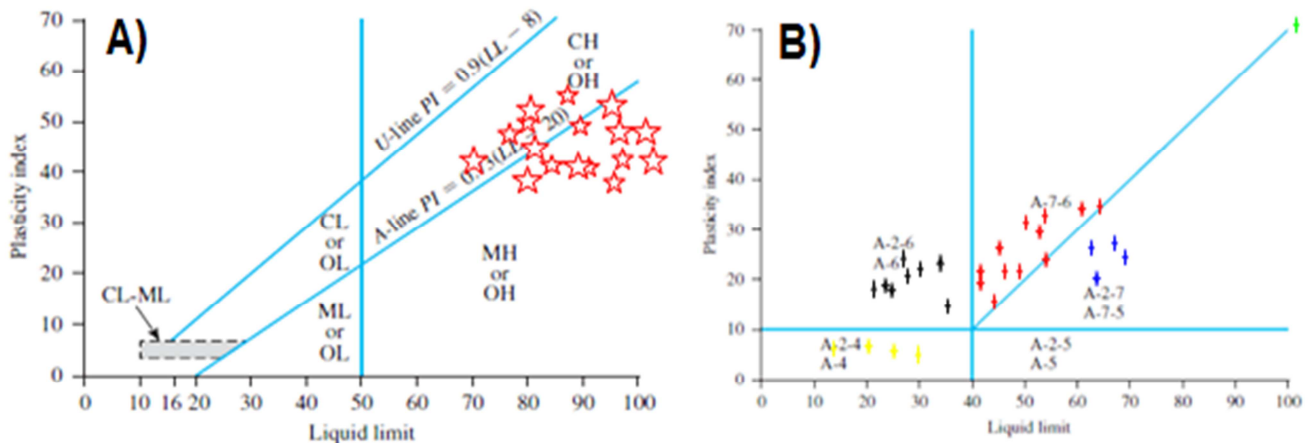 A)
70
60
50
40
30
20
10
0
Plasticity index
U-line PI = 0.9(LL − 8)
A-line PI = 0.73(LL − 20)
CH
or
OH
CL
or
OL
MH
or
OH
CL-ML
ML
or
OL
0 10 16 20 30 40 50 60 70 80 90 100
Liquid limit
B)
70
60
50
40
30
20
10
0
Plasticity index
A-7-6
A-2-6
A-6
A-2-7
A-7-5
A-2-4
A-4
A-2-5
A-5
0 10 20 30 40 50 60 70 80 90 100
Liquid limit